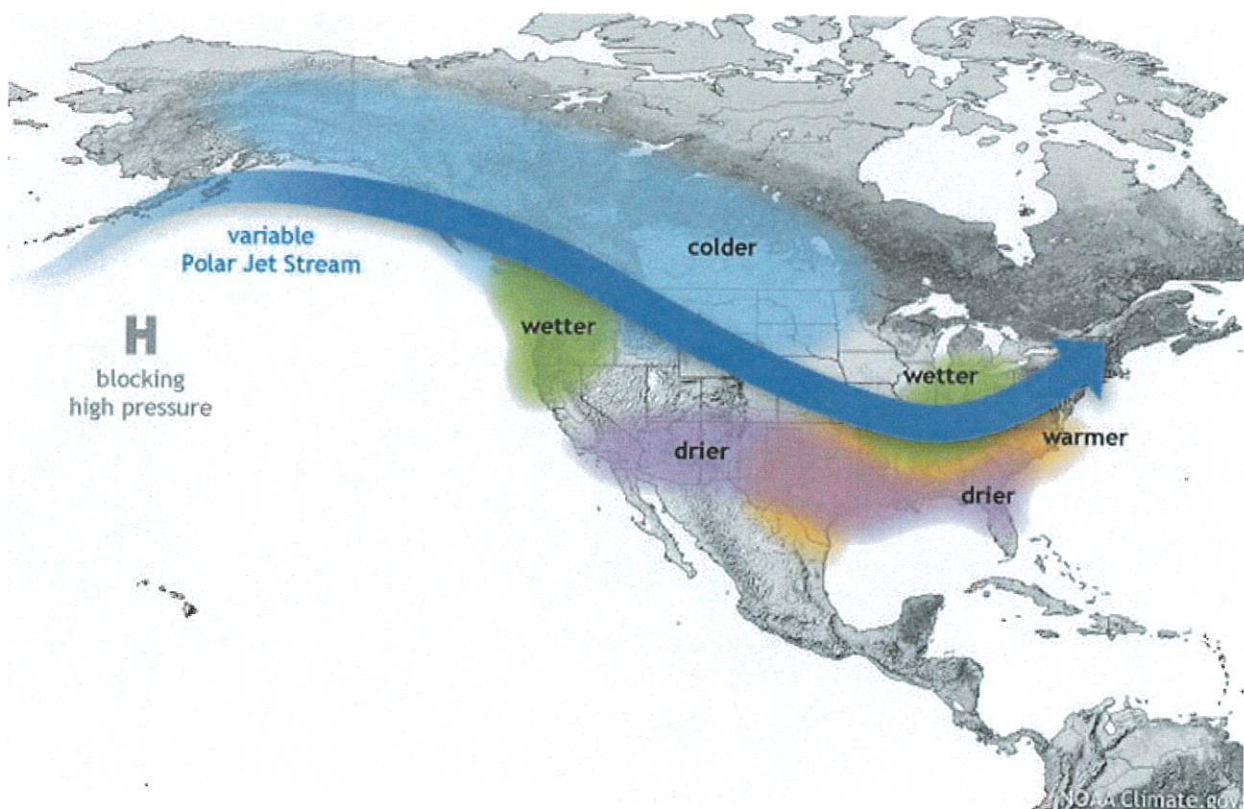 colder
variable
Polar Jet Stream
H
blocking
high pressure
wetter
wetter
drier
warmer
drier
NOAA Climate.gov